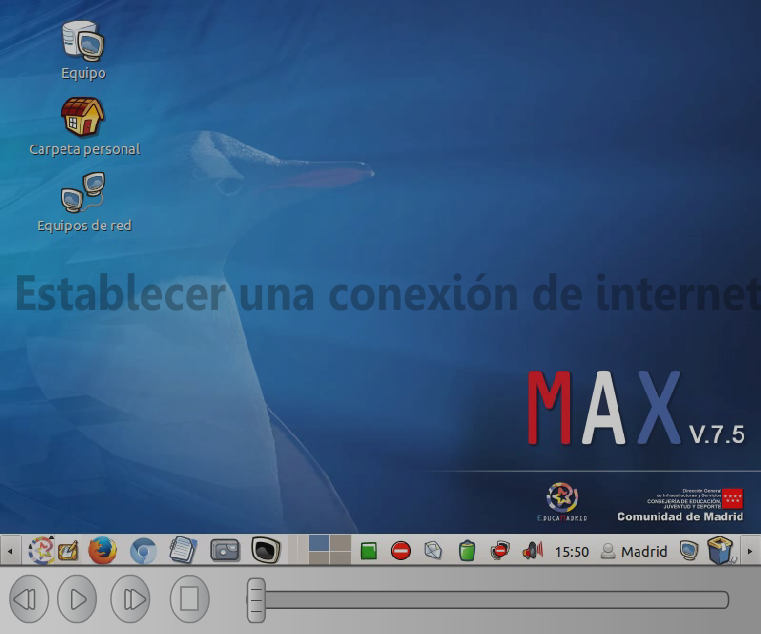 Equipo
Carpeta personal
Equipos de red
Establecer una conexión de internet
MAX V.7.5
EDUCAMADRID
Dirección General
de Infraestructuras y Servicios
CONSEJERÍA DE EDUCACIÓN,
JUVENTUD Y DEPORTE
Comunidad de Madrid
15:50 Madrid